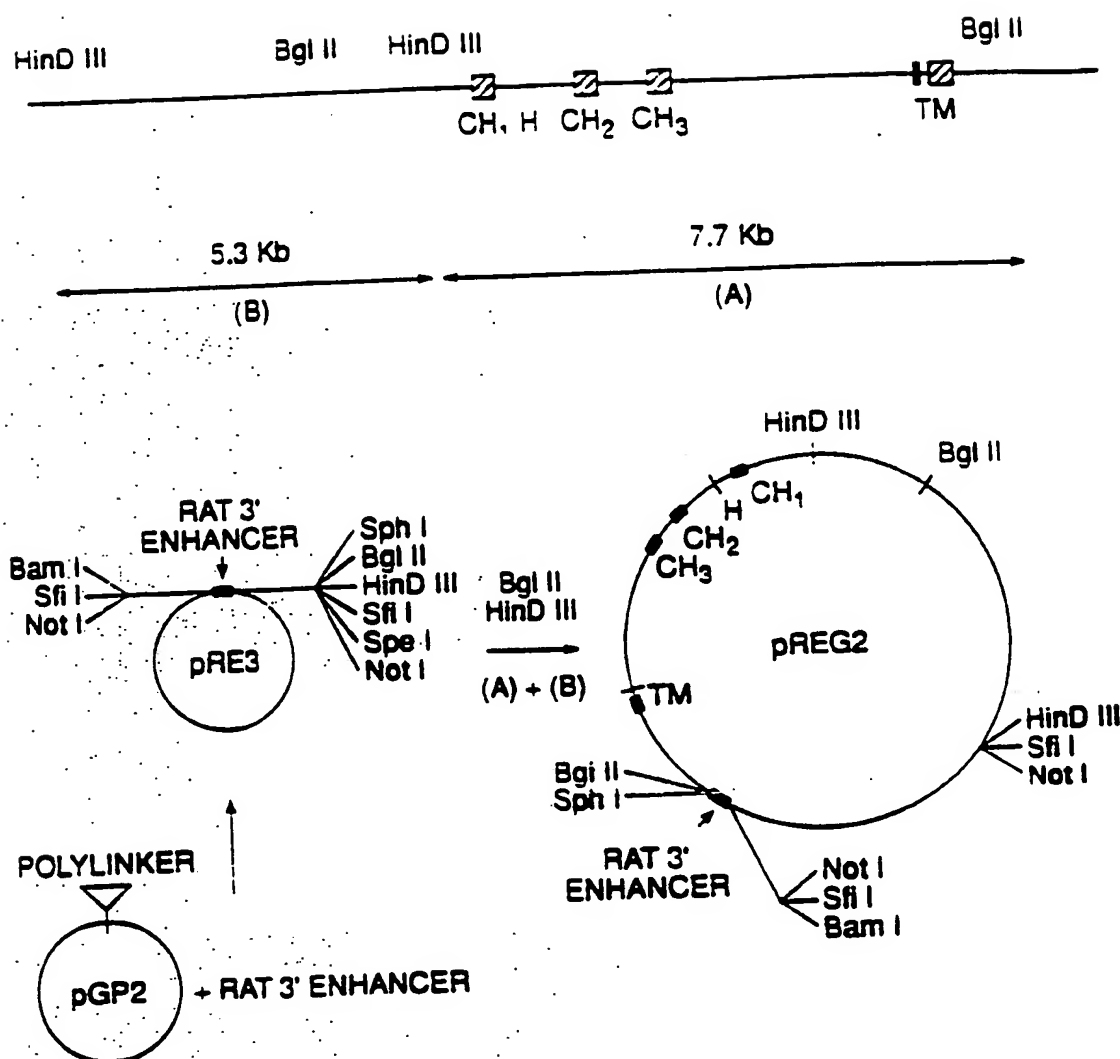 HinD III
Bgl II
HinD III
Bgl II
CH₁ H CH₂ CH₃
TM
5.3 Kb
(B)
7.7 Kb
(A)
RAT 3'
ENHANCER
Bam I
Sfi I
Not I
Sph I
Bgl II
HinD III
Sfi I
Spe I
Not I
pRE3
Bgl II
HinD III
(A) + (B)
HinD III
Bgl II
CH₁
H
CH₂
CH₃
pREG2
TM
HinD III
Sfi I
Not I
Bgl II
Sph I
RAT 3'
ENHANCER
Not I
Sfi I
Bam I
POLYLINKER
pGP2
+ RAT 3' ENHANCER